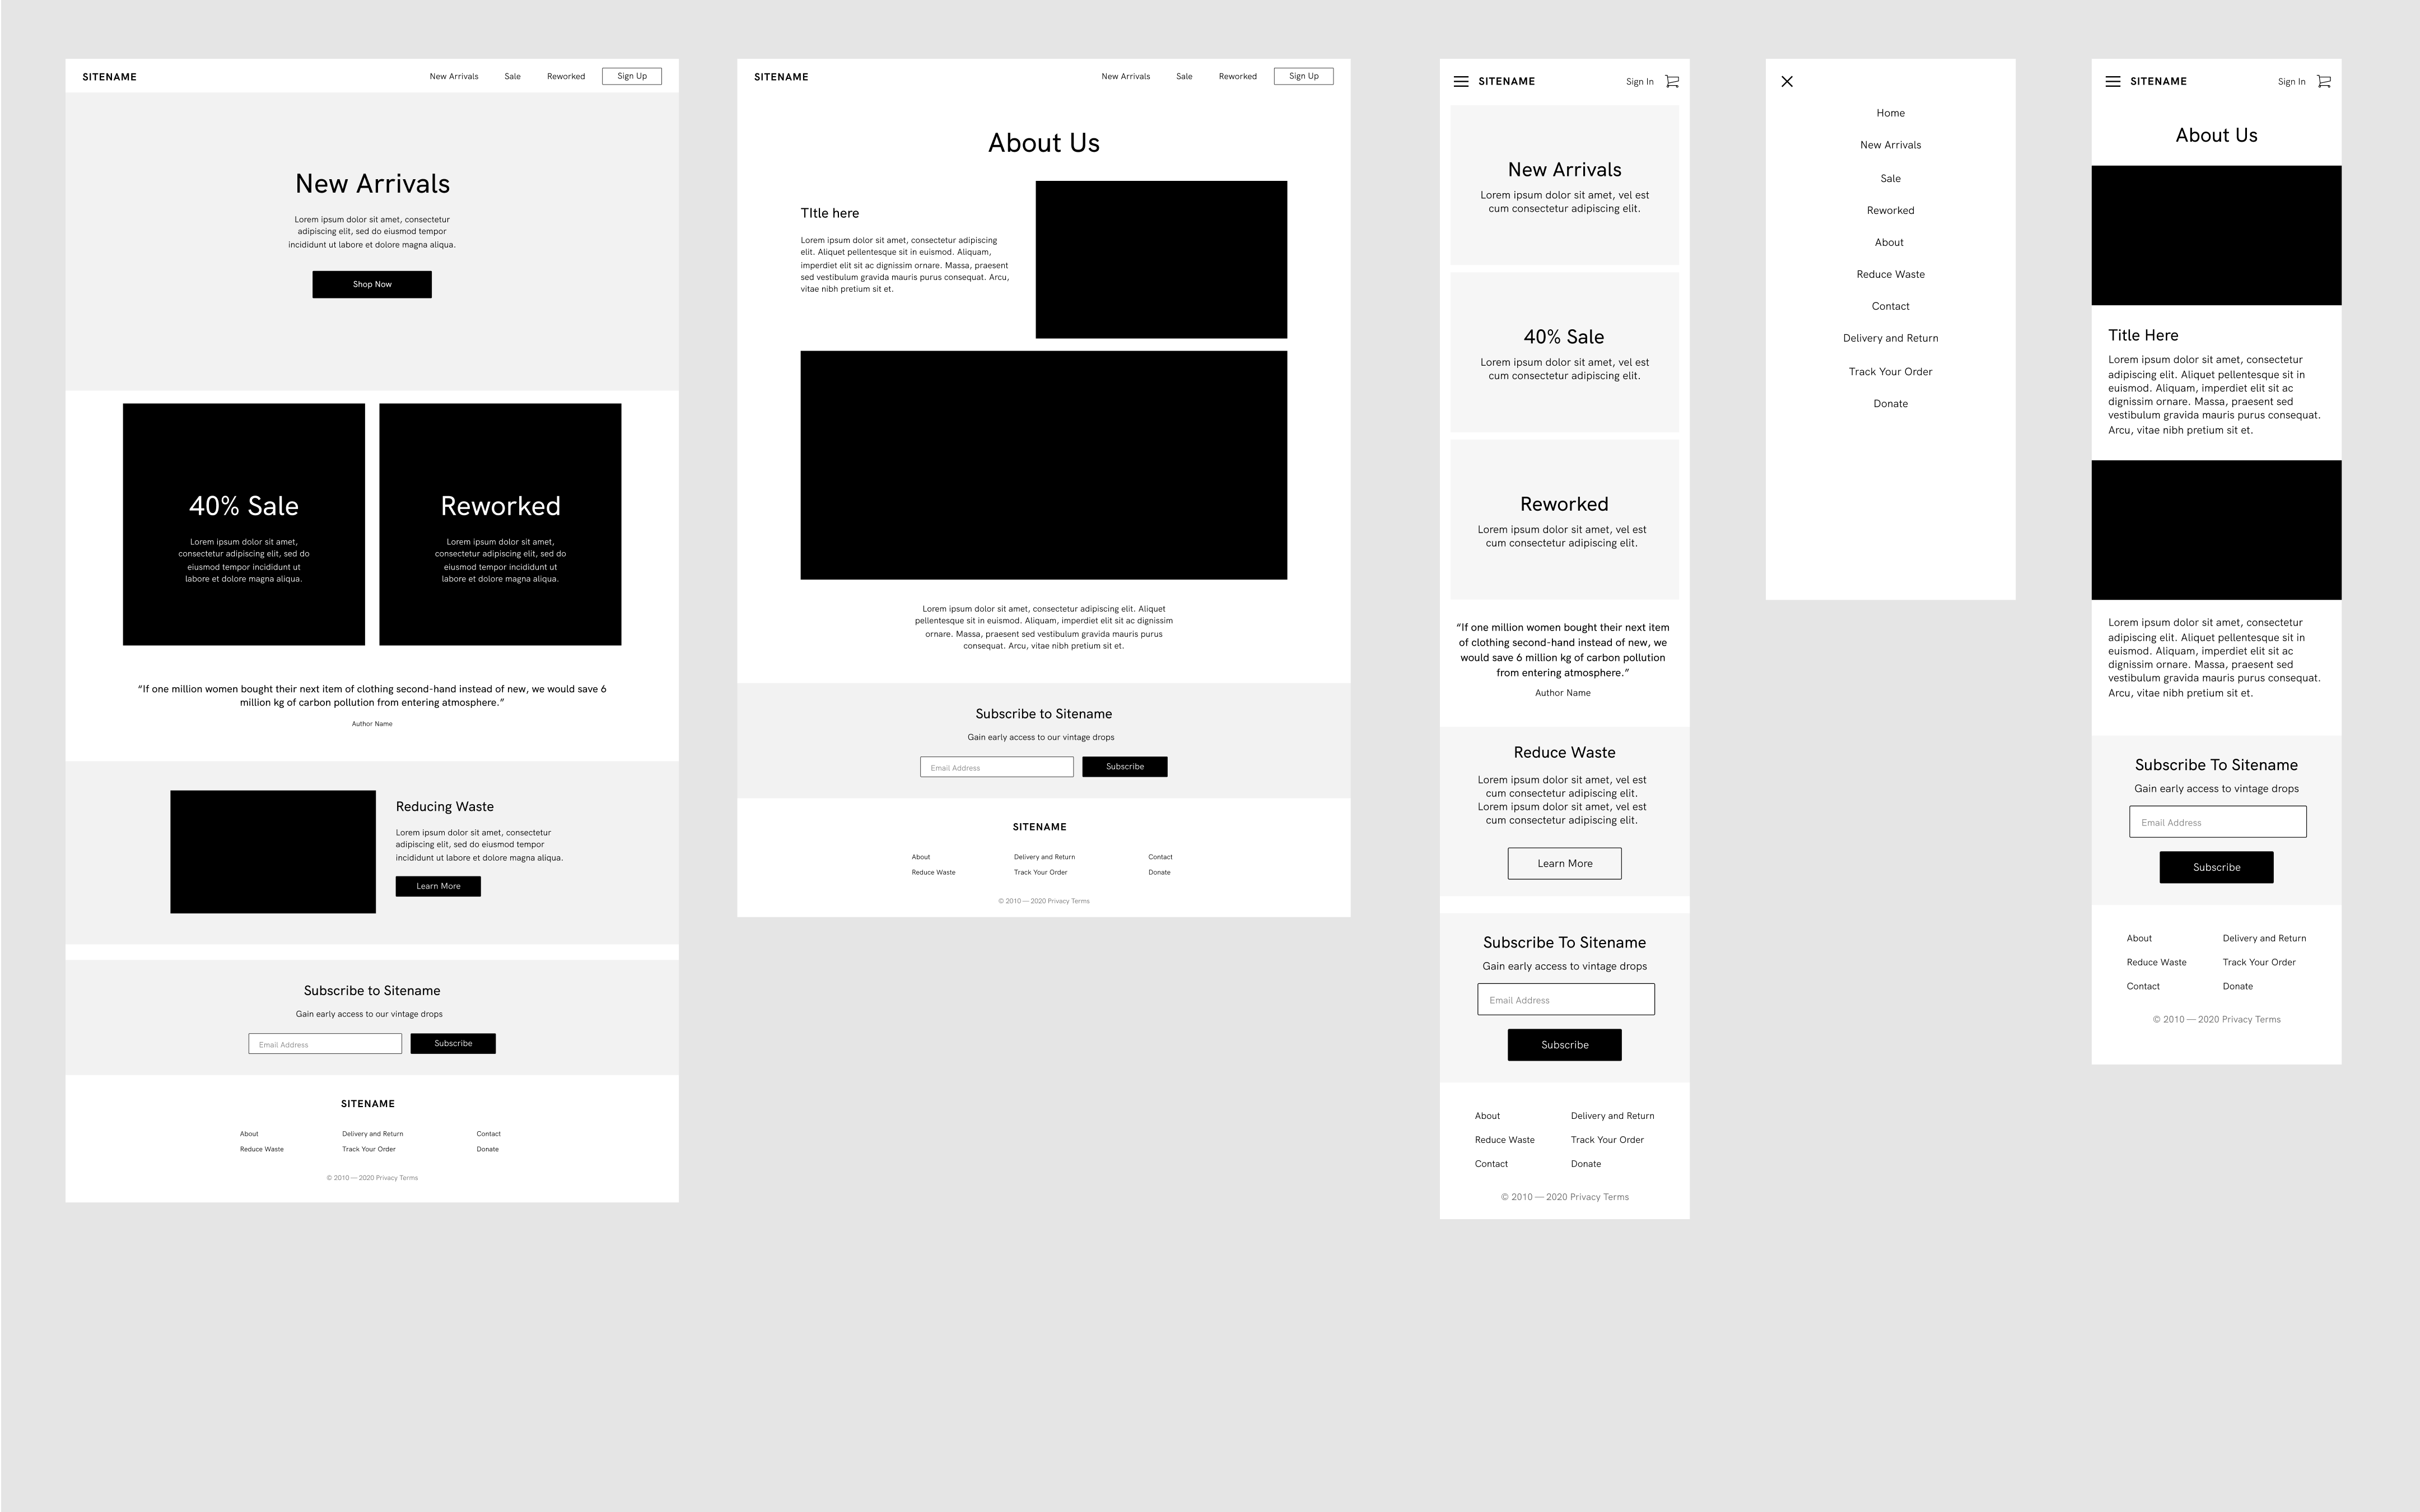 SITENAME
New Arrivals
Sale
Reworked
Sign Up
New Arrivals
Lorem ipsum dolor sit amet, consectetur
adipiscing elit, sed do eiusmod tempor
incididunt ut labore et dolore magna aliqua.
Shop Now
40% Sale
Lorem ipsum dolor sit amet,
consectetur adipiscing elit, sed do
eiusmod tempor incididunt ut
labore et dolore magna aliqua.
Reworked
Lorem ipsum dolor sit amet,
consectetur adipiscing elit, sed do
eiusmod tempor incididunt ut
labore et dolore magna aliqua.
“If one million women bought their next item of clothing second-hand instead of new, we would save 6
million kg of carbon pollution from entering atmosphere.”
Author Name
Reducing Waste
Lorem ipsum dolor sit amet, consectetur
adipiscing elit, sed do eiusmod tempor
incididunt ut labore et dolore magna aliqua.
Learn More
Subscribe to Sitename
Gain early access to our vintage drops
Email Address
Subscribe
SITENAME
About
Delivery and Return
Contact
Reduce Waste
Track Your Order
Donate
© 2010 — 2020 Privacy Terms
SITENAME
New Arrivals
Sale
Reworked
Sign Up
About Us
TItle here
Lorem ipsum dolor sit amet, consectetur adipiscing
elit. Aliquet pellentesque sit in euismod. Aliquam,
imperdiet elit sit ac dignissim ornare. Massa, praesent
sed vestibulum gravida mauris purus consequat. Arcu,
vitae nibh pretium sit et.
Lorem ipsum dolor sit amet, consectetur adipiscing elit. Aliquet
pellentesque sit in euismod. Aliquam, imperdiet elit sit ac dignissim
ornare. Massa, praesent sed vestibulum gravida mauris purus
consequat. Arcu, vitae nibh pretium sit et.
Subscribe to Sitename
Gain early access to our vintage drops
Email Address
Subscribe
SITENAME
About
Delivery and Return
Contact
Reduce Waste
Track Your Order
Donate
© 2010 — 2020 Privacy Terms
SITENAME
Sign In
New Arrivals
Lorem ipsum dolor sit amet, vel est
cum consectetur adipiscing elit.
40% Sale
Lorem ipsum dolor sit amet, vel est
cum consectetur adipiscing elit.
Reworked
Lorem ipsum dolor sit amet, vel est
cum consectetur adipiscing elit.
“If one million women bought their next item
of clothing second-hand instead of new, we
would save 6 million kg of carbon pollution
from entering atmosphere.”
Author Name
Reduce Waste
Lorem ipsum dolor sit amet, vel est
cum consectetur adipiscing elit.
Lorem ipsum dolor sit amet, vel est
cum consectetur adipiscing elit.
Learn More
Subscribe To Sitename
Gain early access to vintage drops
Email Address
Subscribe
About
Delivery and Return
Reduce Waste
Track Your Order
Contact
Donate
© 2010 — 2020 Privacy Terms
Home
New Arrivals
Sale
Reworked
About
Reduce Waste
Contact
Delivery and Return
Track Your Order
Donate
SITENAME
Sign In
About Us
Title Here
Lorem ipsum dolor sit amet, consectetur
adipiscing elit. Aliquet pellentesque sit in
euismod. Aliquam, imperdiet elit sit ac
dignissim ornare. Massa, praesent sed
vestibulum gravida mauris purus consequat.
Arcu, vitae nibh pretium sit et.
Lorem ipsum dolor sit amet, consectetur
adipiscing elit. Aliquet pellentesque sit in
euismod. Aliquam, imperdiet elit sit ac
dignissim ornare. Massa, praesent sed
vestibulum gravida mauris purus consequat.
Arcu, vitae nibh pretium sit et.
Subscribe To Sitename
Gain early access to vintage drops
Email Address
Subscribe
About
Delivery and Return
Reduce Waste
Track Your Order
Contact
Donate
© 2010 — 2020 Privacy Terms